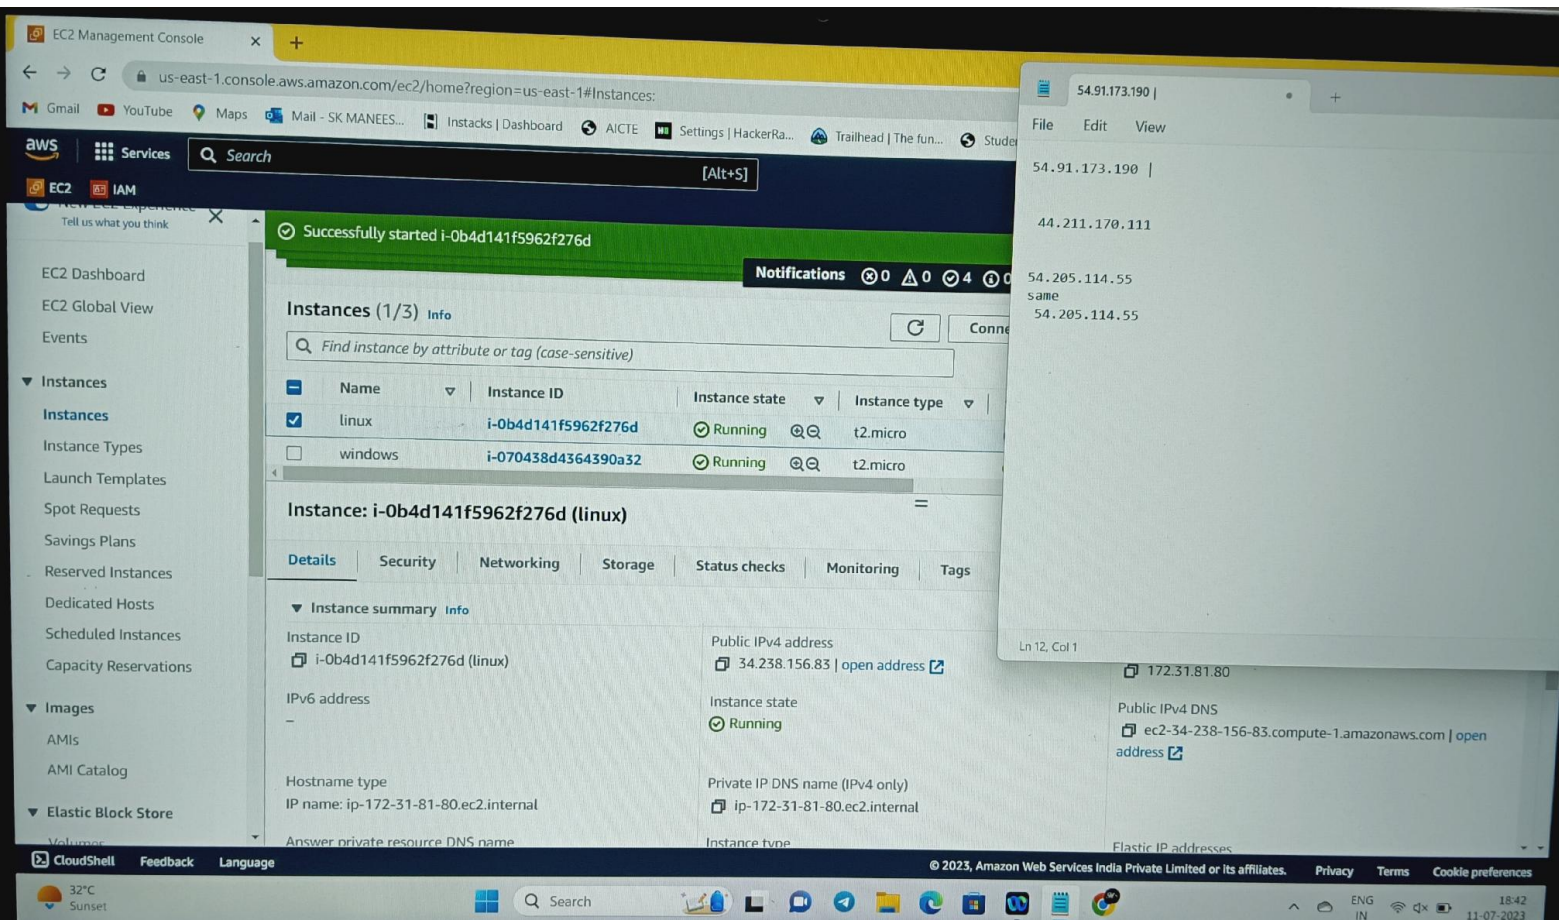 EC2 Management Console
us-east-1.console.aws.amazon.com/ec2/home?region=us-east-1#Instances:
Gmail YouTube Maps Mail - SK MANEES... Instacks | Dashboard AICTE Settings | HackerRa... Trailhead | The fun...
aws Services Search [Alt+S]
EC2 IAM
Tell us what you think
EC2 Dashboard
EC2 Global View
Events
Instances
Instances
Instance Types
Launch Templates
Spot Requests
Savings Plans
Reserved Instances
Dedicated Hosts
Scheduled Instances
Capacity Reservations
Images
AMIs
AMI Catalog
Elastic Block Store
Successfully started i-0b4d141f5962f276d
Notifications 0 0 4 0
Instances (1/3) Info
Find instance by attribute or tag (case-sensitive)
Name Instance ID Instance state Instance type
linux i-0b4d141f5962f276d Running t2.micro
windows i-070438d4364390a32 Running t2.micro
Instance: i-0b4d141f5962f276d (linux)
Details Security Networking Storage Status checks Monitoring Tags
Instance summary Info
Instance ID
i-0b4d141f5962f276d (linux)
IPv6 address
–
Hostname type
IP name: ip-172-31-81-80.ec2.internal
Answer private resource DNS name
Public IPv4 address
34.238.156.83 | open address
Instance state
Running
Private IP DNS name (IPv4 only)
ip-172-31-81-80.ec2.internal
Instance type
172.31.81.80
Public IPv4 DNS
ec2-34-238-156-83.compute-1.amazonaws.com | open
address
Elastic IP addresses
54.91.173.190 |
File Edit View
54.91.173.190 |
44.211.170.111
54.205.114.55
same
54.205.114.55
Ln 12, Col 1
CloudShell Feedback Language © 2023, Amazon Web Services India Private Limited or its affiliates. Privacy Terms Cookie preferences
32°C
Sunset
Search
ENG
IN
18:42
11-07-2023